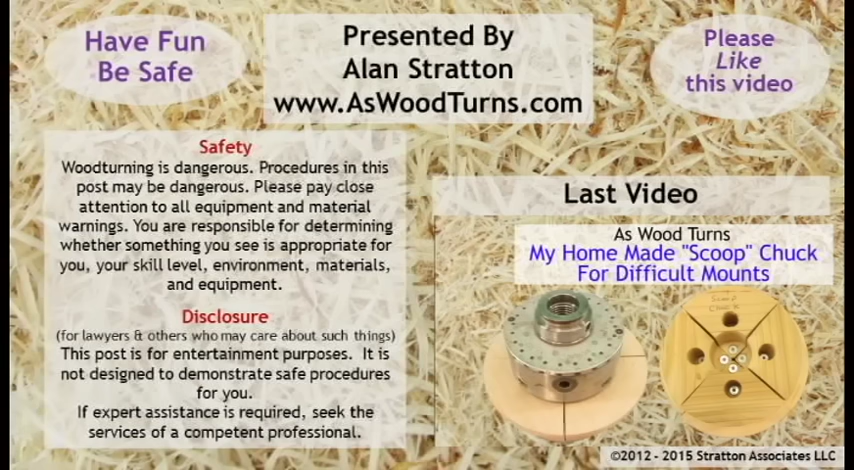 Have Fun
Be Safe
Presented By
Alan Stratton
www.AsWoodTurns.com
Please
Like
this video
Safety
Woodturning is dangerous. Procedures in this
post may be dangerous. Please pay close
attention to all equipment and material
warnings. You are responsible for determining
whether something you see is appropriate for
you, your skill level, environment, materials,
and equipment.
Disclosure
(for lawyers & others who may care about such things)
This post is for entertainment purposes. It is
not designed to demonstrate safe procedures
for you.
If expert assistance is required, seek the
services of a competent professional.
Last Video
As Wood Turns
My Home Made "Scoop" Chuck
For Difficult Mounts
Scoop
Chuck
©2012 - 2015 Stratton Associates LLC